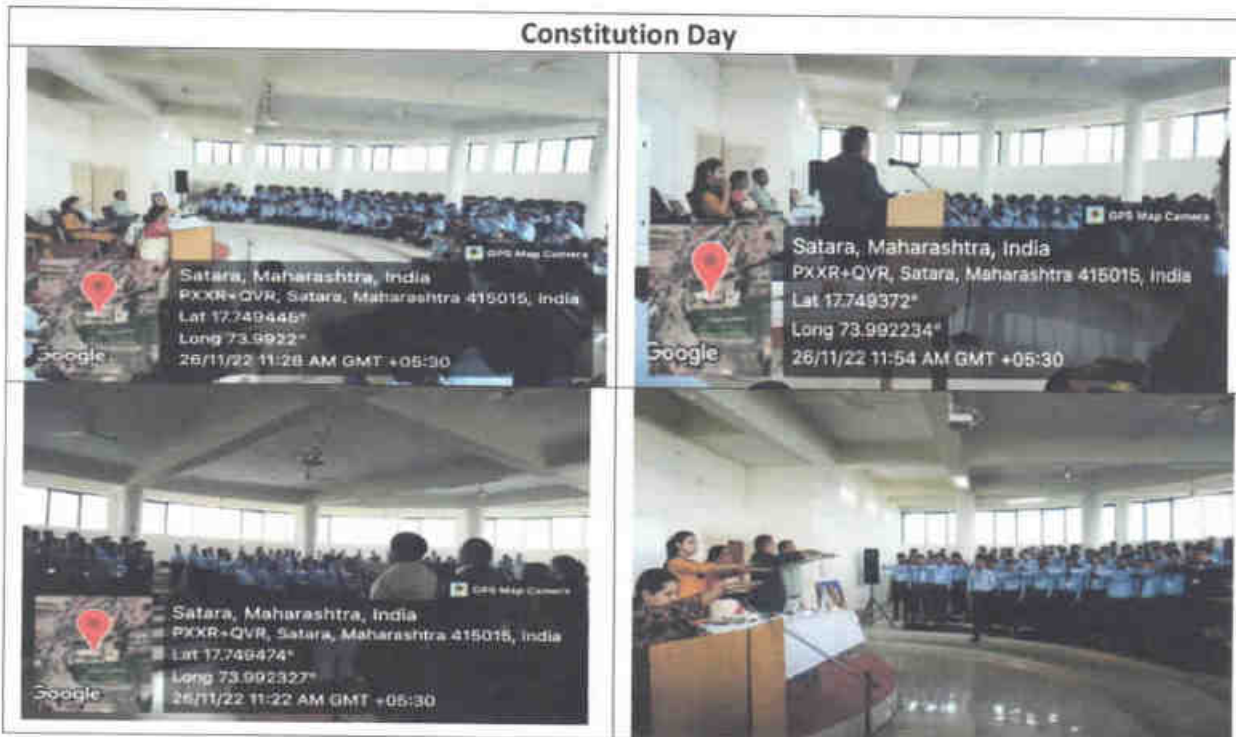 Constitution Day
GPS Map Camera
Satara, Maharashtra, India
PXXR+QVR, Satara, Maharashtra 415015, India
Lat 17.749446°
Long 73.9922°
26/11/22 11:28 AM GMT +05:30
Google
GPS Map Camera
Satara, Maharashtra, India
PXXR+QVR, Satara, Maharashtra 415015, India
Lat 17.749372°
Long 73.992234°
26/11/22 11:54 AM GMT +05:30
Google
GPS Map Camera
Satara, Maharashtra, India
PXXR+QVR, Satara, Maharashtra 415015, India
Lat 17.749474°
Long 73.992327°
26/11/22 11:22 AM GMT +05:30
Google